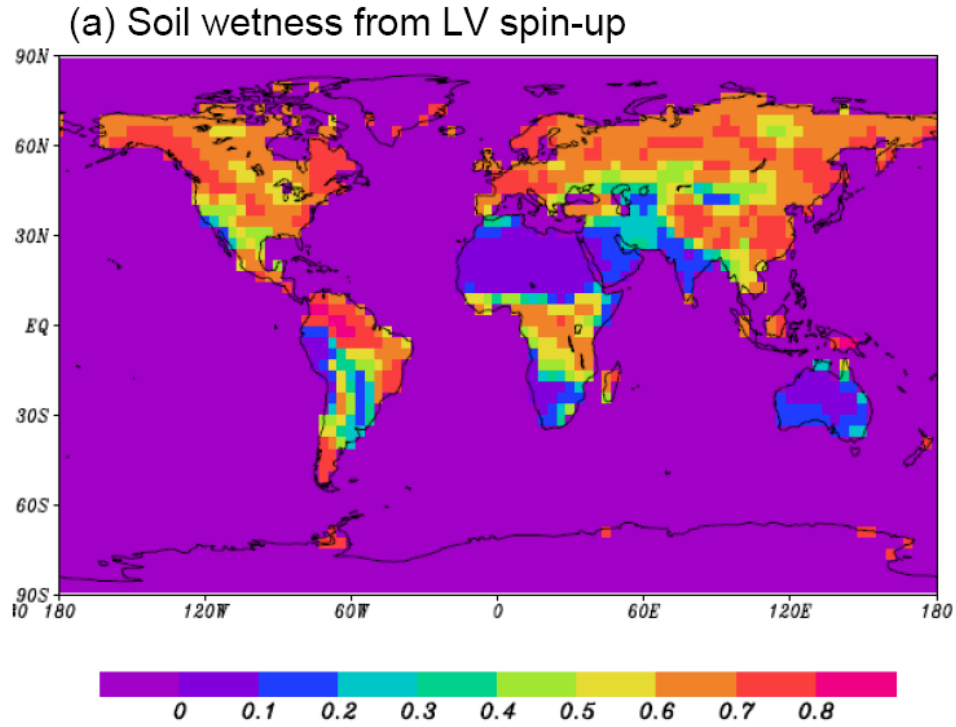 (a) Soil wetness from LV spin-up
90N
60N
30N
EQ
30S
60S
90S
180 120W 60W 0 60E 120E 180
0 0.1 0.2 0.3 0.4 0.5 0.6 0.7 0.8